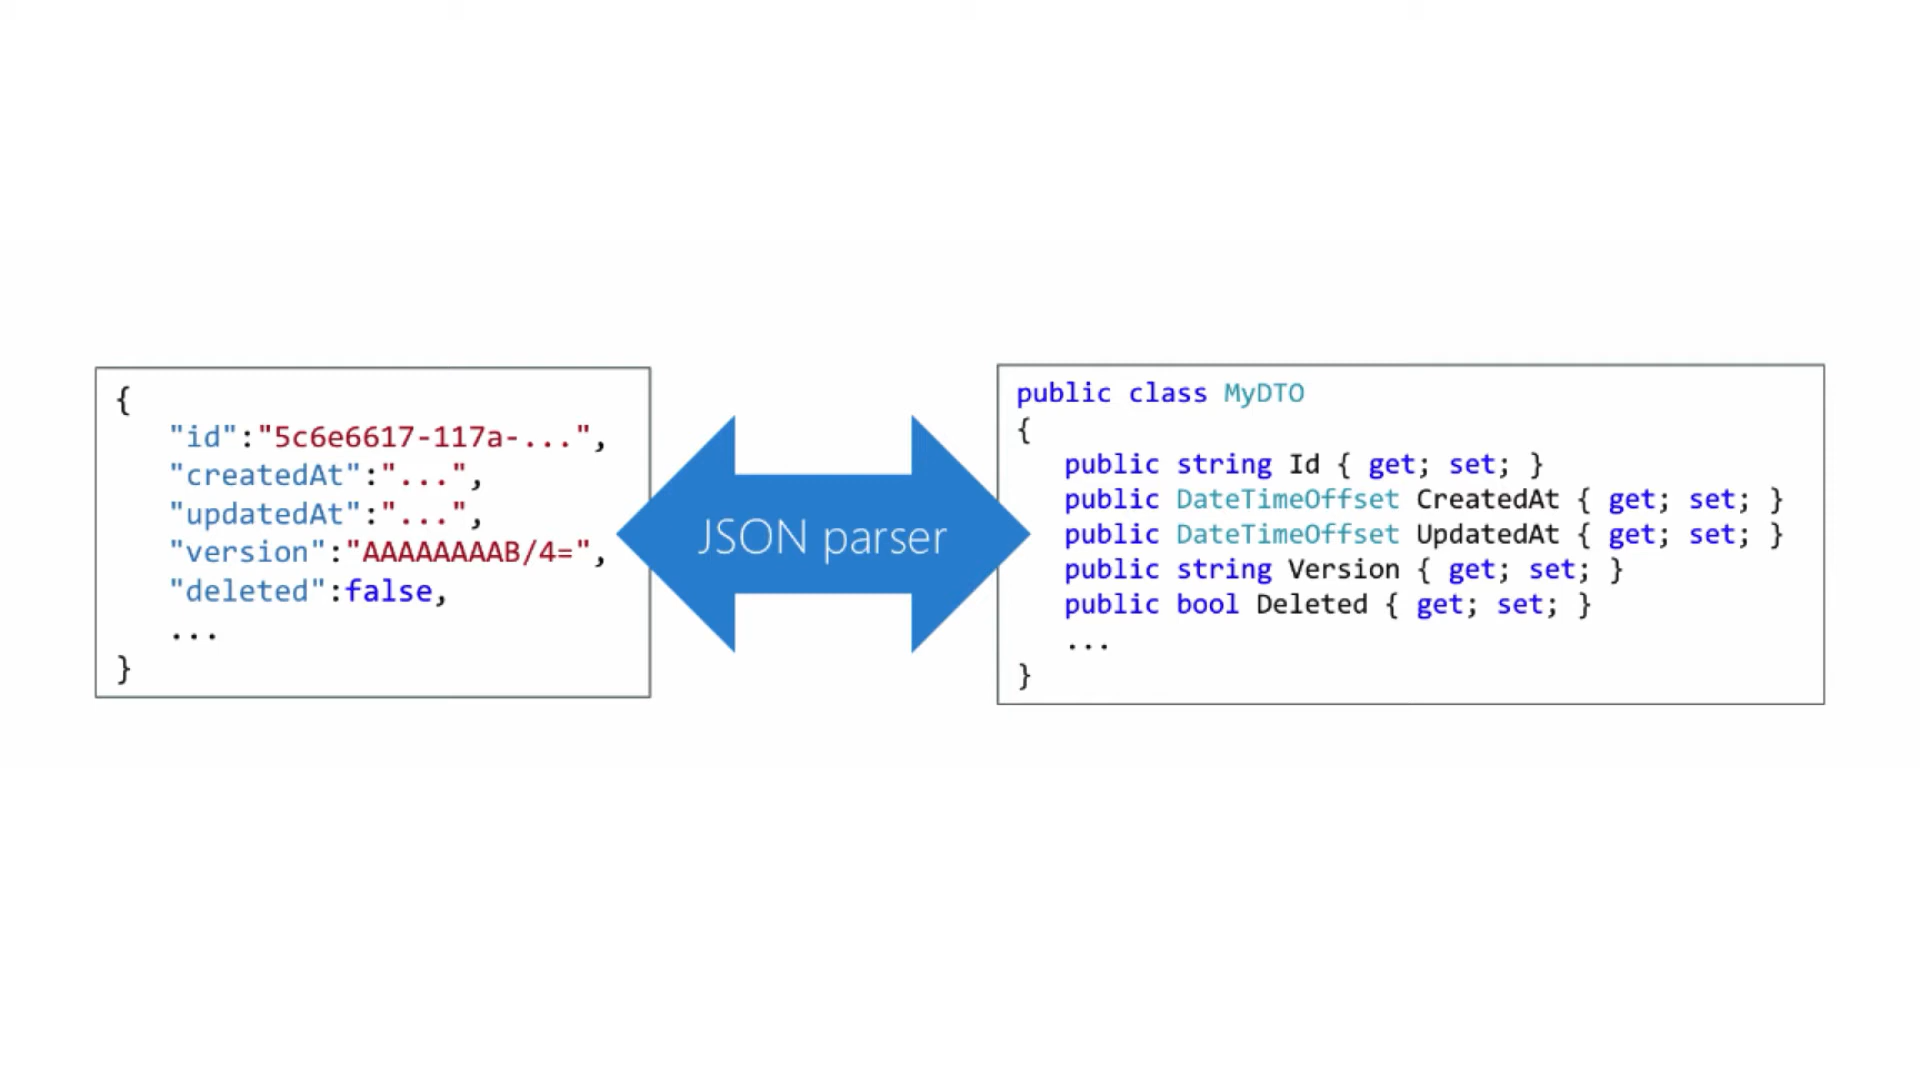 {
"id":"5c6e6617-117a-...",
"createdAt":"...",
"updatedAt":"...",
"version":"AAAAAAAAB/4=",
"deleted":false,
...
}
JSON parser
public class MyDTO
{
public string Id { get; set; }
public DateTimeOffset CreatedAt { get; set; }
public DateTimeOffset UpdatedAt { get; set; }
public string Version { get; set; }
public bool Deleted { get; set; }
...
}